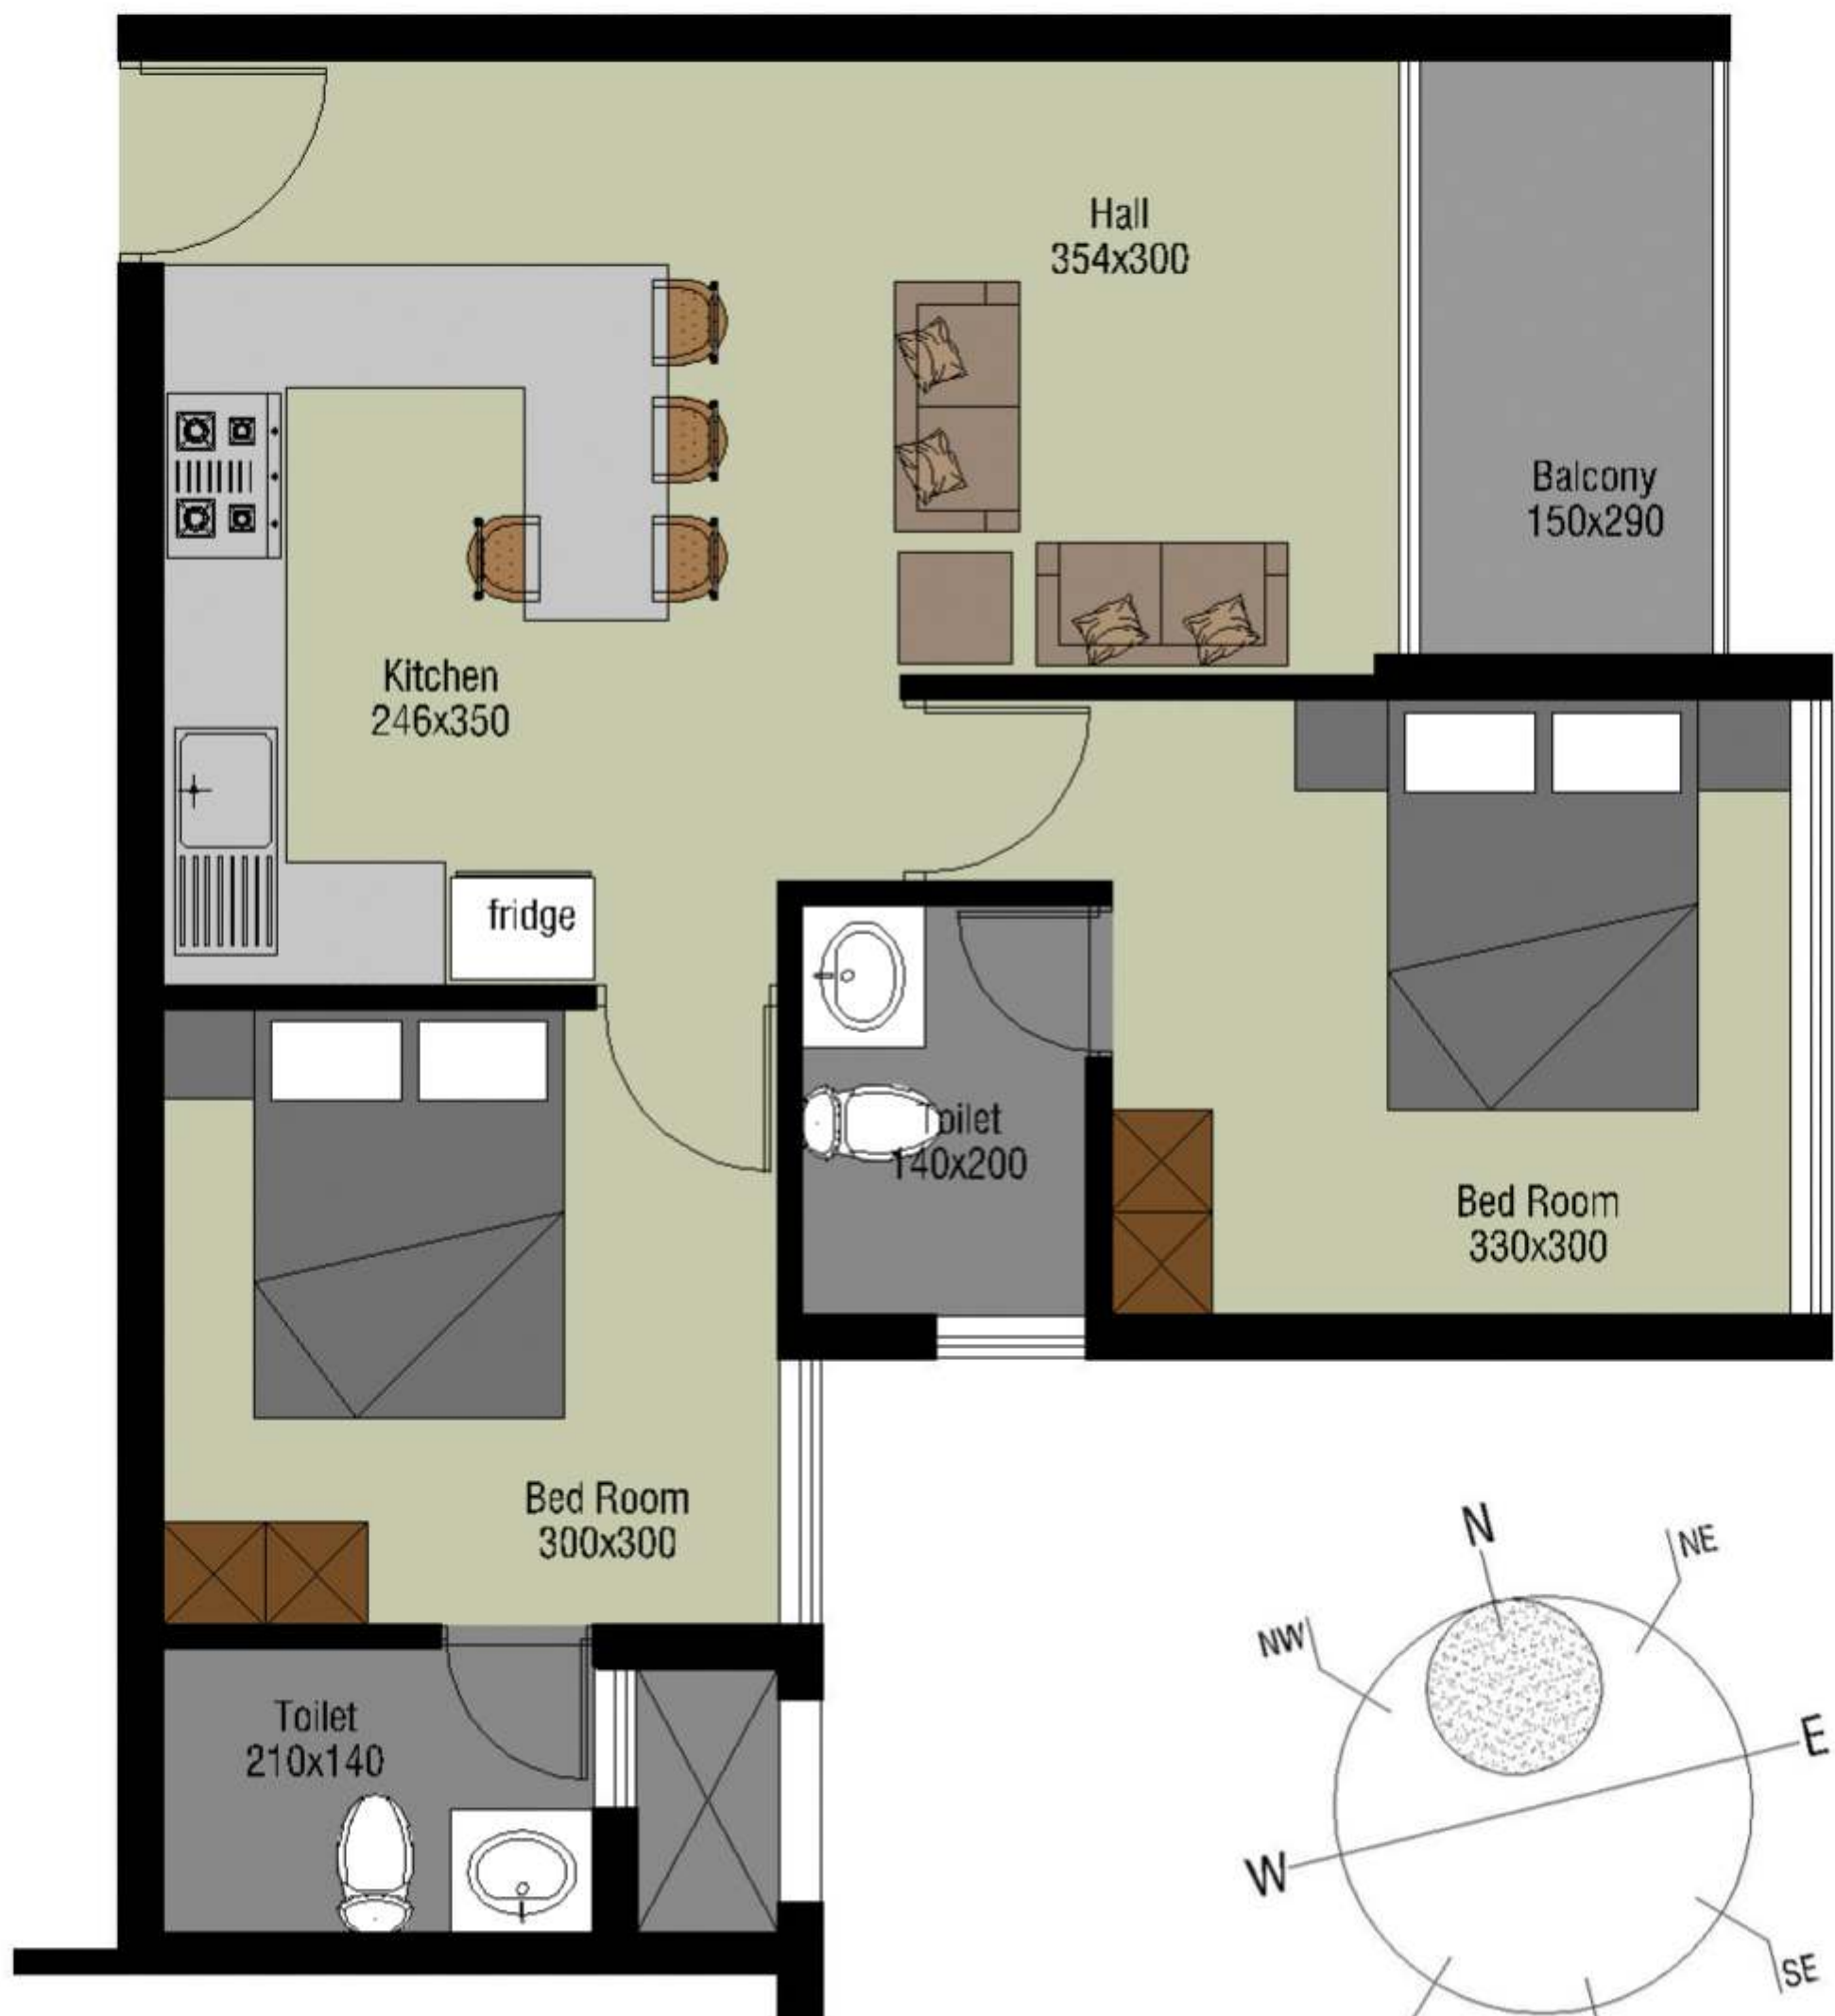 Hall
354x300
Balcony
150x290
Kitchen
246x350
fridge
Toilet
140x200
Bed Room
330x300
Bed Room
300x300
Toilet
210x140
N
NE
NW
E
W
SE